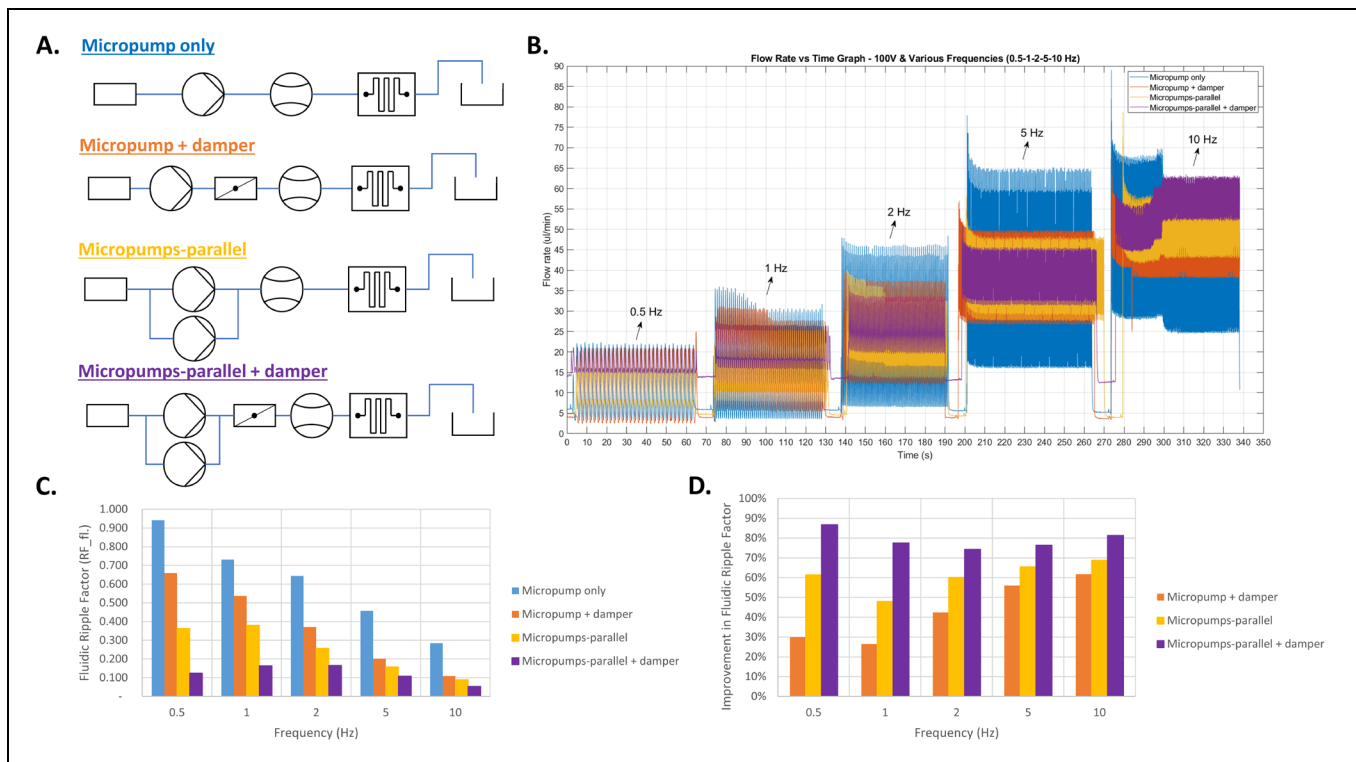 A.
Micropump only
Micropump + damper
Micropumps-parallel
Micropumps-parallel + damper
B.
Flow Rate vs Time Graph - 100V & Various Frequencies (0.5-1-2-5-10 Hz)
Micropump only
Micropump + damper
Micropumps-parallel
Micropumps-parallel + damper
0.5 Hz
1 Hz
2 Hz
5 Hz
10 Hz
Flow rate (ul/min)
90
85
80
75
70
65
60
55
50
45
40
35
30
25
20
15
10
5
0
0 10 20 30 40 50 60 70 80 90 100 110 120 130 140 150 160 170 180 190 200 210 220 230 240 250 260 270 280 290 300 310 320 330 340 350
Time (s)
C.
Fluidic Ripple Factor (RF_fl.)
1.000
0.900
0.800
0.700
0.600
0.500
0.400
0.300
0.200
0.100
-
0.5 1 2 5 10
Frequency (Hz)
Micropump only
Micropump + damper
Micropumps-parallel
Micropumps-parallel + damper
D.
Improvement in Fluidic Ripple Factor
100%
90%
80%
70%
60%
50%
40%
30%
20%
10%
0%
0.5 1 2 5 10
Frequency (Hz)
Micropump + damper
Micropumps-parallel
Micropumps-parallel + damper